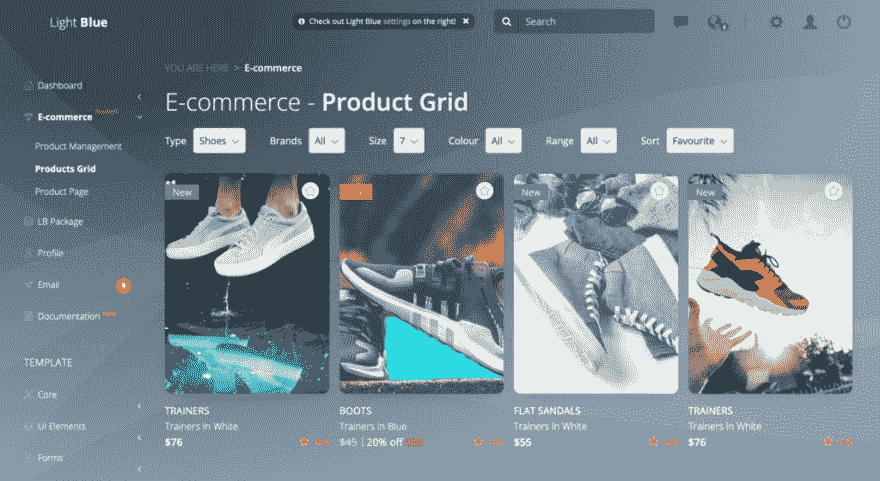 Light Blue
Check out Light Blue settings on the right!
Search
YOU ARE HERE > E-commerce
Dashboard
E-commerce
Product Management
Products Grid
Product Page
LB Package
Profile
Email
Documentation
TEMPLATE
Core
UI Elements
Forms
E-commerce - Product Grid
Type Shoes Brands All Size 7 Colour All Range All Sort Favourite
New
New
New
TRAINERS
Trainers In White
$76
BOOTS
Trainers In Blue
$45 | 20% off
FLAT SANDALS
Trainers In White
$55
TRAINERS
Trainers In White
$76